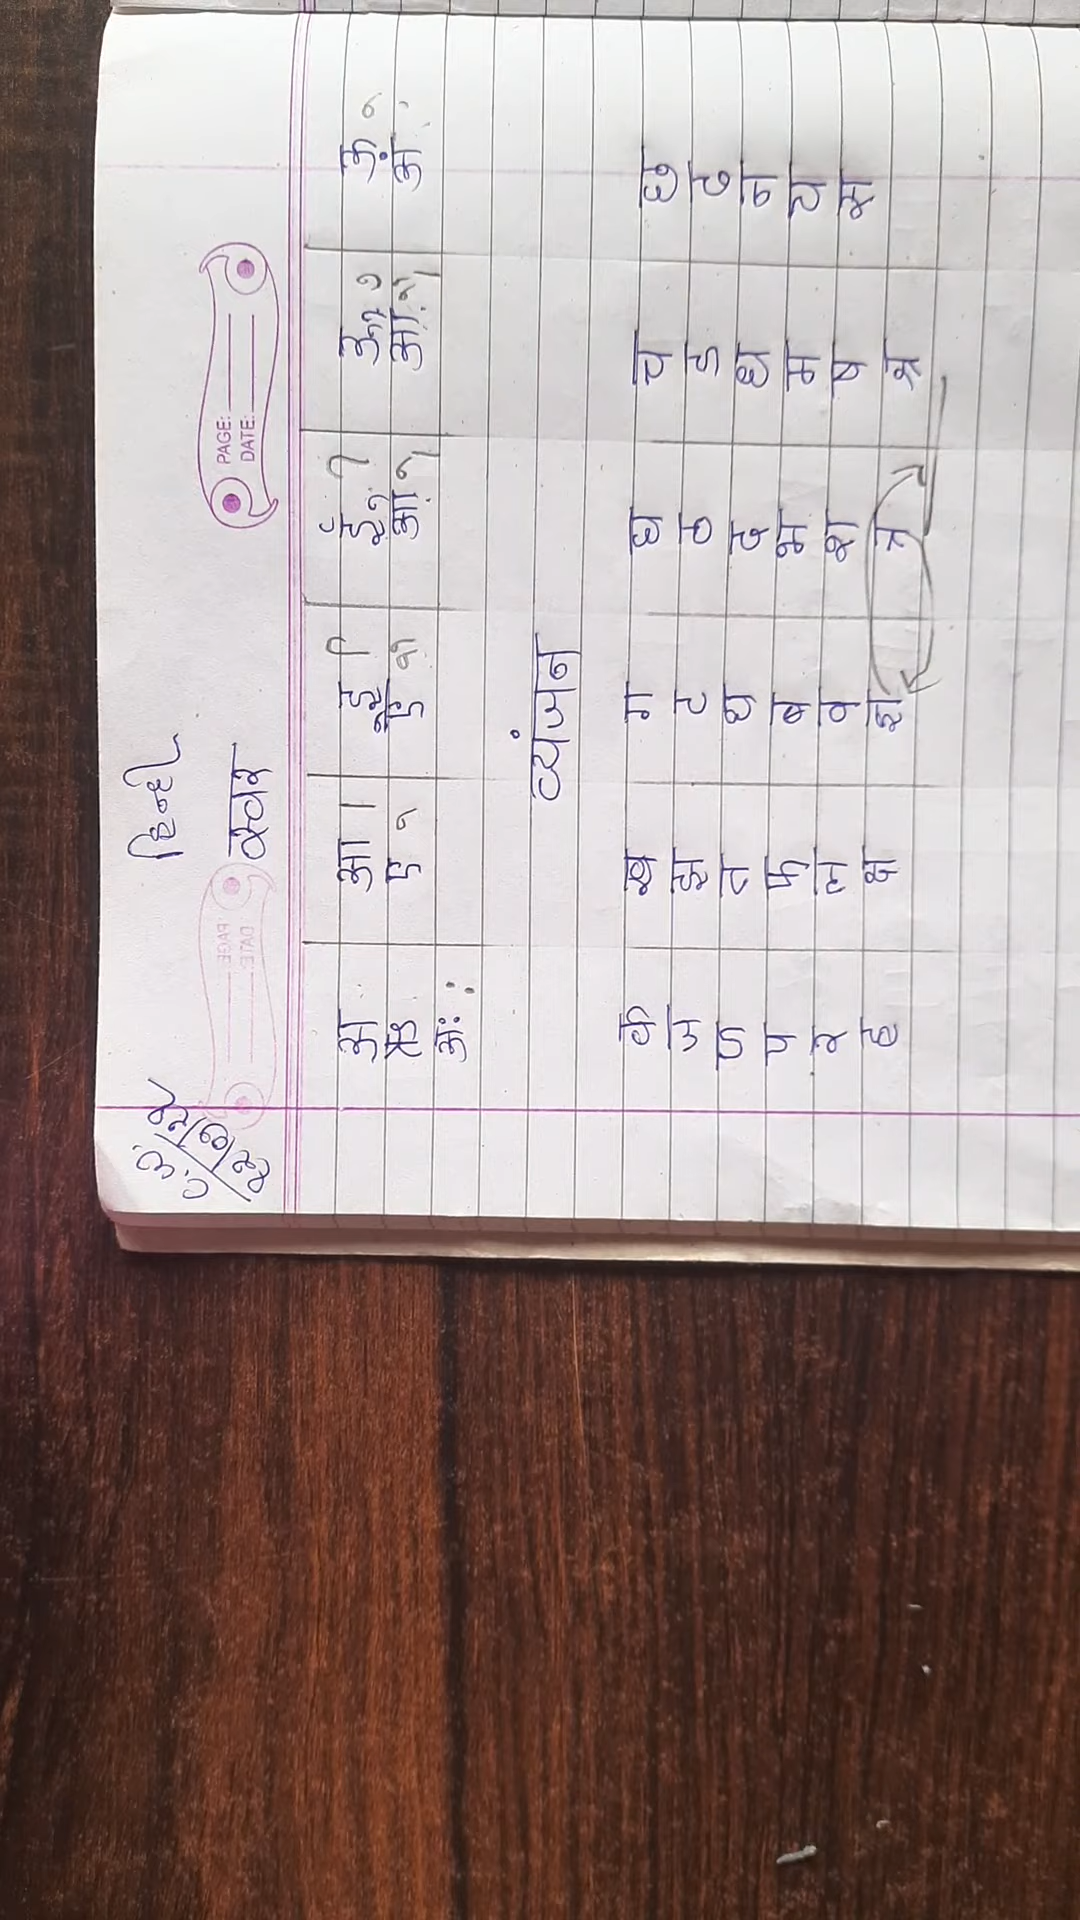 हिन्दी
PAGE:
DATE:
स्वर
अ आ ा इ ि ई ी उ ु ऊ ू
ऋ ए े ऐ ै ओ ो औ ौ अं ं
अः ः
व्यंजन
क ख ग घ च छ
ज झ ट ठ ड ढ
ण त थ द ध न
प फ ब भ म य
र ल व श ष स
ह क्ष ज्ञ त्र श्र